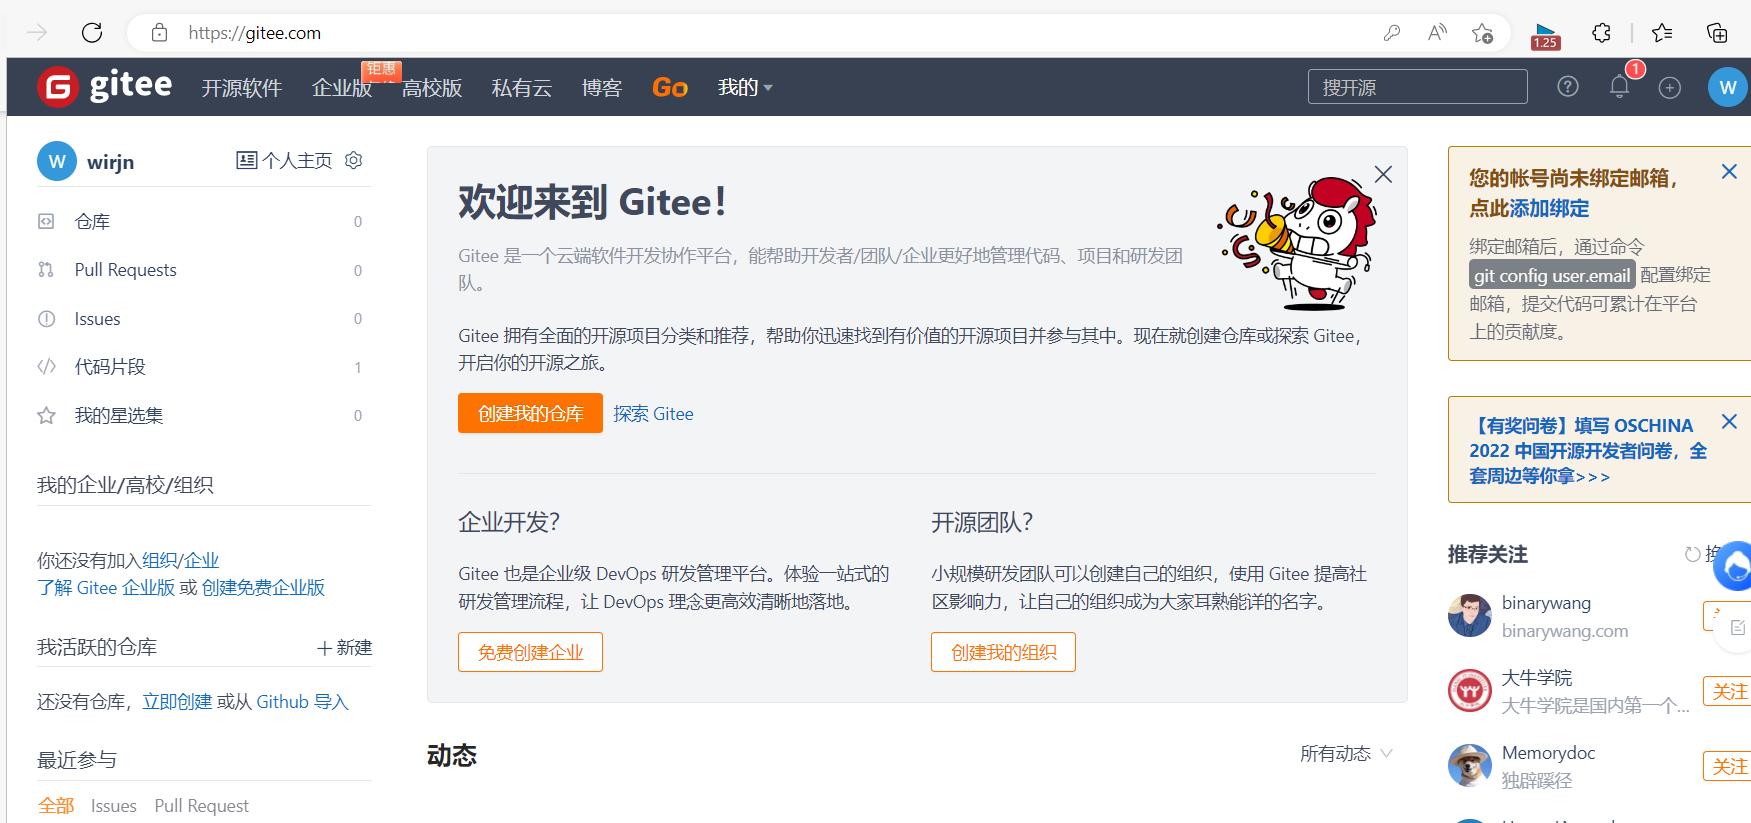 https://gitee.com
1.25
gitee
开源软件
企业版
钜惠
高校版
私有云
博客
Go
我的
搜开源
1
W
W
wirjn
个人主页
仓库 0
Pull Requests 0
Issues 0
代码片段 1
我的星选集 0
我的企业/高校/组织
你还没有加入组织/企业
了解 Gitee 企业版 或 创建免费企业版
我活跃的仓库
新建
还没有仓库，立即创建 或从 Github 导入
最近参与
全部 Issues Pull Request
欢迎来到 Gitee！
Gitee 是一个云端软件开发协作平台，能帮助开发者/团队/企业更好地管理代码、项目和研发团
队。
Gitee 拥有全面的开源项目分类和推荐，帮助你迅速找到有价值的开源项目并参与其中。现在就创建仓库或探索 Gitee，
开启你的开源之旅。
创建我的仓库 探索 Gitee
企业开发？
Gitee 也是企业级 DevOps 研发管理平台。体验一站式的
研发管理流程，让 DevOps 理念更高效清晰地落地。
免费创建企业
开源团队？
小规模研发团队可以创建自己的组织，使用 Gitee 提高社
区影响力，让自己的组织成为大家耳熟能详的名字。
创建我的组织
动态
所有动态
您的帐号尚未绑定邮箱，
点此添加绑定
绑定邮箱后，通过命令
git config user.email 配置绑定
邮箱，提交代码可累计在平台
上的贡献度。
【有奖问卷】填写 OSCHINA
2022 中国开源开发者问卷，全
套周边等你拿>>>
推荐关注
binarywang
binarywang.com
大牛学院
大牛学院是国内第一个...
关注
Memorydoc
独辟蹊径
关注